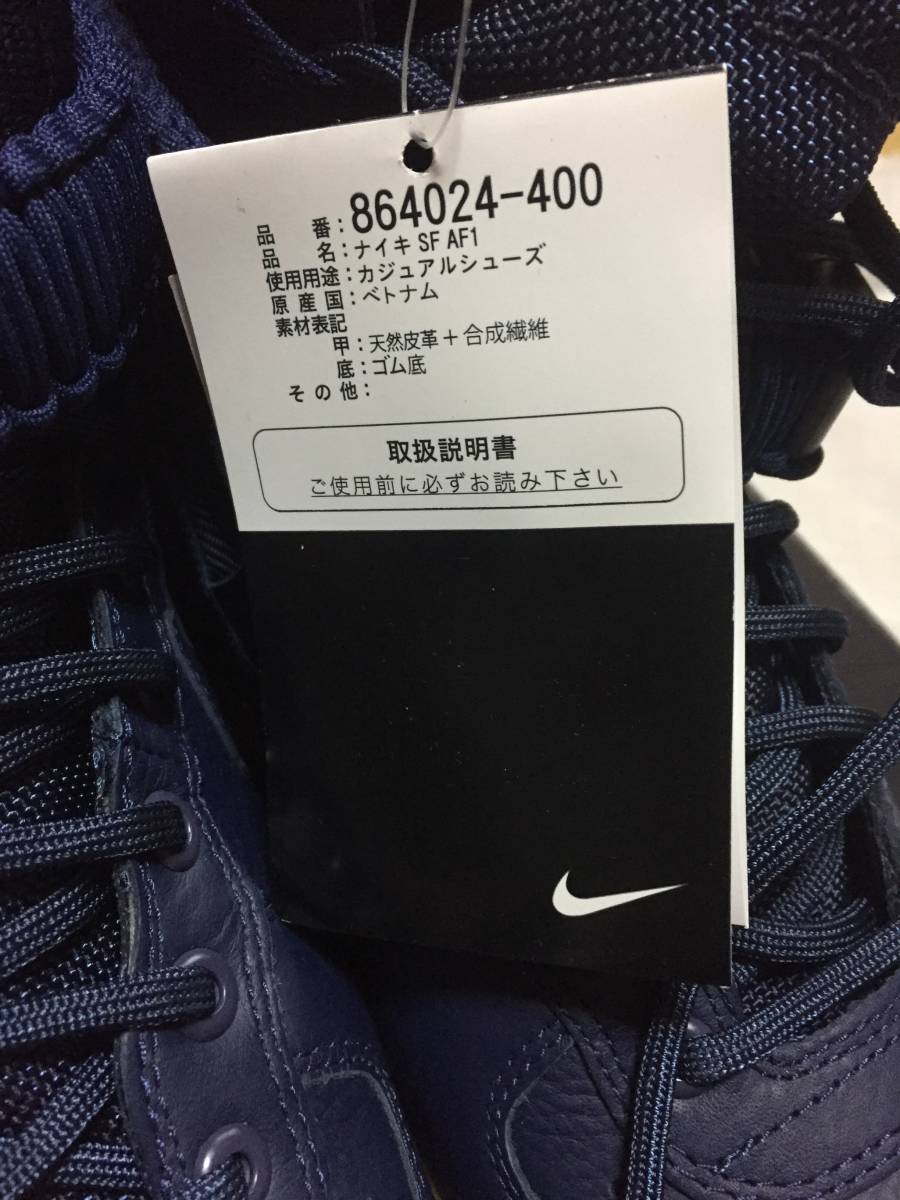 品番：864024-400
品名：ナイキ SF AF1
使用用途：カジュアルシューズ
原産国：ベトナム
素材表記
甲：天然皮革＋合成繊維
底：ゴム底
その他：
取扱説明書
ご使用前に必ずお読み下さい